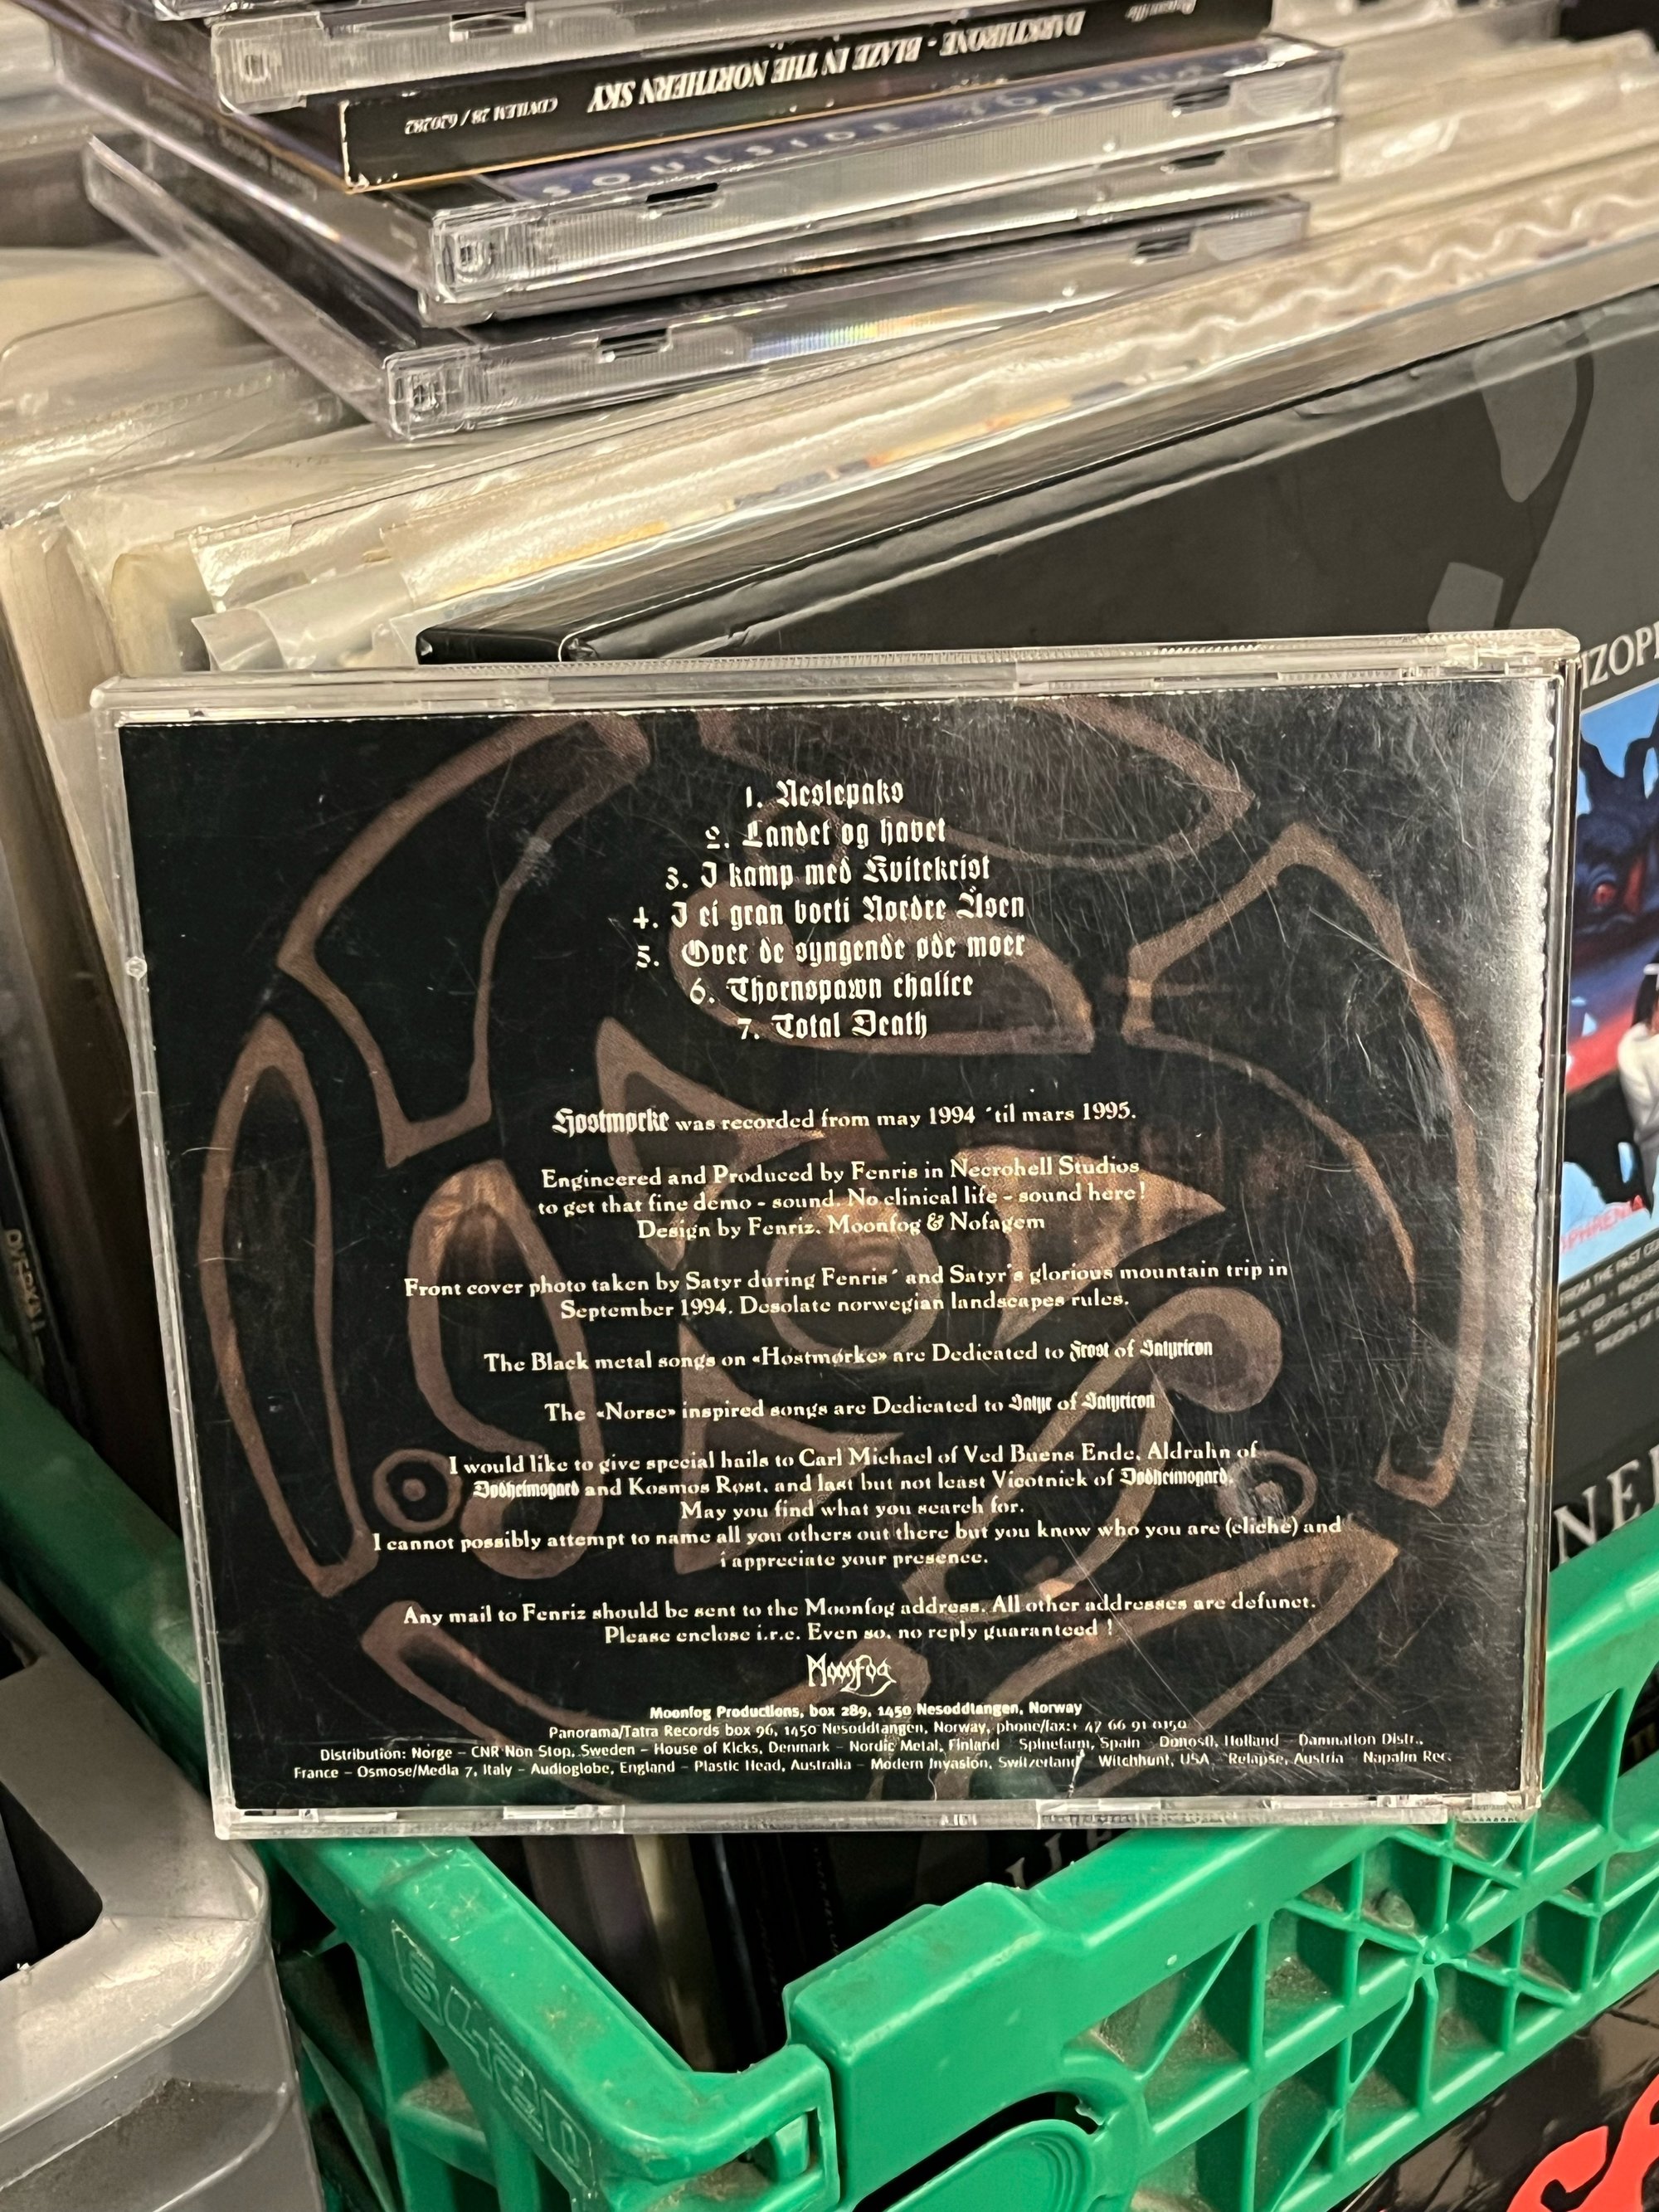 DARKTHRONE - BLAZE IN THE NORTHERN SKY
CDVILEM 28 / 620282
SOULSIDE JOURNEY
1. Neslepaks
2. Landet og havet
3. I kamp med Kvitekrist
4. I ei gran borti Nordre Åsen
5. Over de syngende øde moer
6. Thornspawn chalice
7. Total Death
Høstmørke was recorded from may 1994 ´til mars 1995.
Engineered and Produced by Fenris in Necrohell Studios
to get that fine demo - sound. No clinical life - sound here!
Design by Fenriz, Moonfog & Nofagem
Front cover photo taken by Satyr during Fenris´ and Satyr's glorious mountain trip in
September 1994. Desolate norwegian landscapes rules.
The Black metal songs on «Høstmørke» are Dedicated to Frost of Satyricon
The «Norse» inspired songs are Dedicated to Satyr of Satyricon
I would like to give special hails to Carl Michael of Ved Buens Ende, Aldrahn of
Dødheimsgard and Kosmos Røst, and last but not least Vicotnick of Dødheimsgard.
May you find what you search for.
I cannot possibly attempt to name all you others out there but you know who you are (cliche) and
i appreciate your presence.
Any mail to Fenriz should be sent to the Moonfog address. All other addresses are defunct.
Please enclose i.r.c. Even so, no reply guaranteed !
Moonfog
Moonfog Productions, box 289, 1450 Nesoddtangen, Norway
Panorama/Tatra Records box 96, 1450 Nesoddtangen, Norway, phone/fax:+ 47 66 91 0150
Distribution: Norge – CNR Non Stop, Sweden – House of Kicks, Denmark – Nordic Metal, Finland – Spinefarm, Spain – Donosti, Holland – Damnation Distr.,
France – Osmose/Media 7, Italy – Audioglobe, England – Plastic Head, Australia – Modern Invasion, Switzerland – Witchhunt, USA – Relapse, Austria – Napalm Rec.